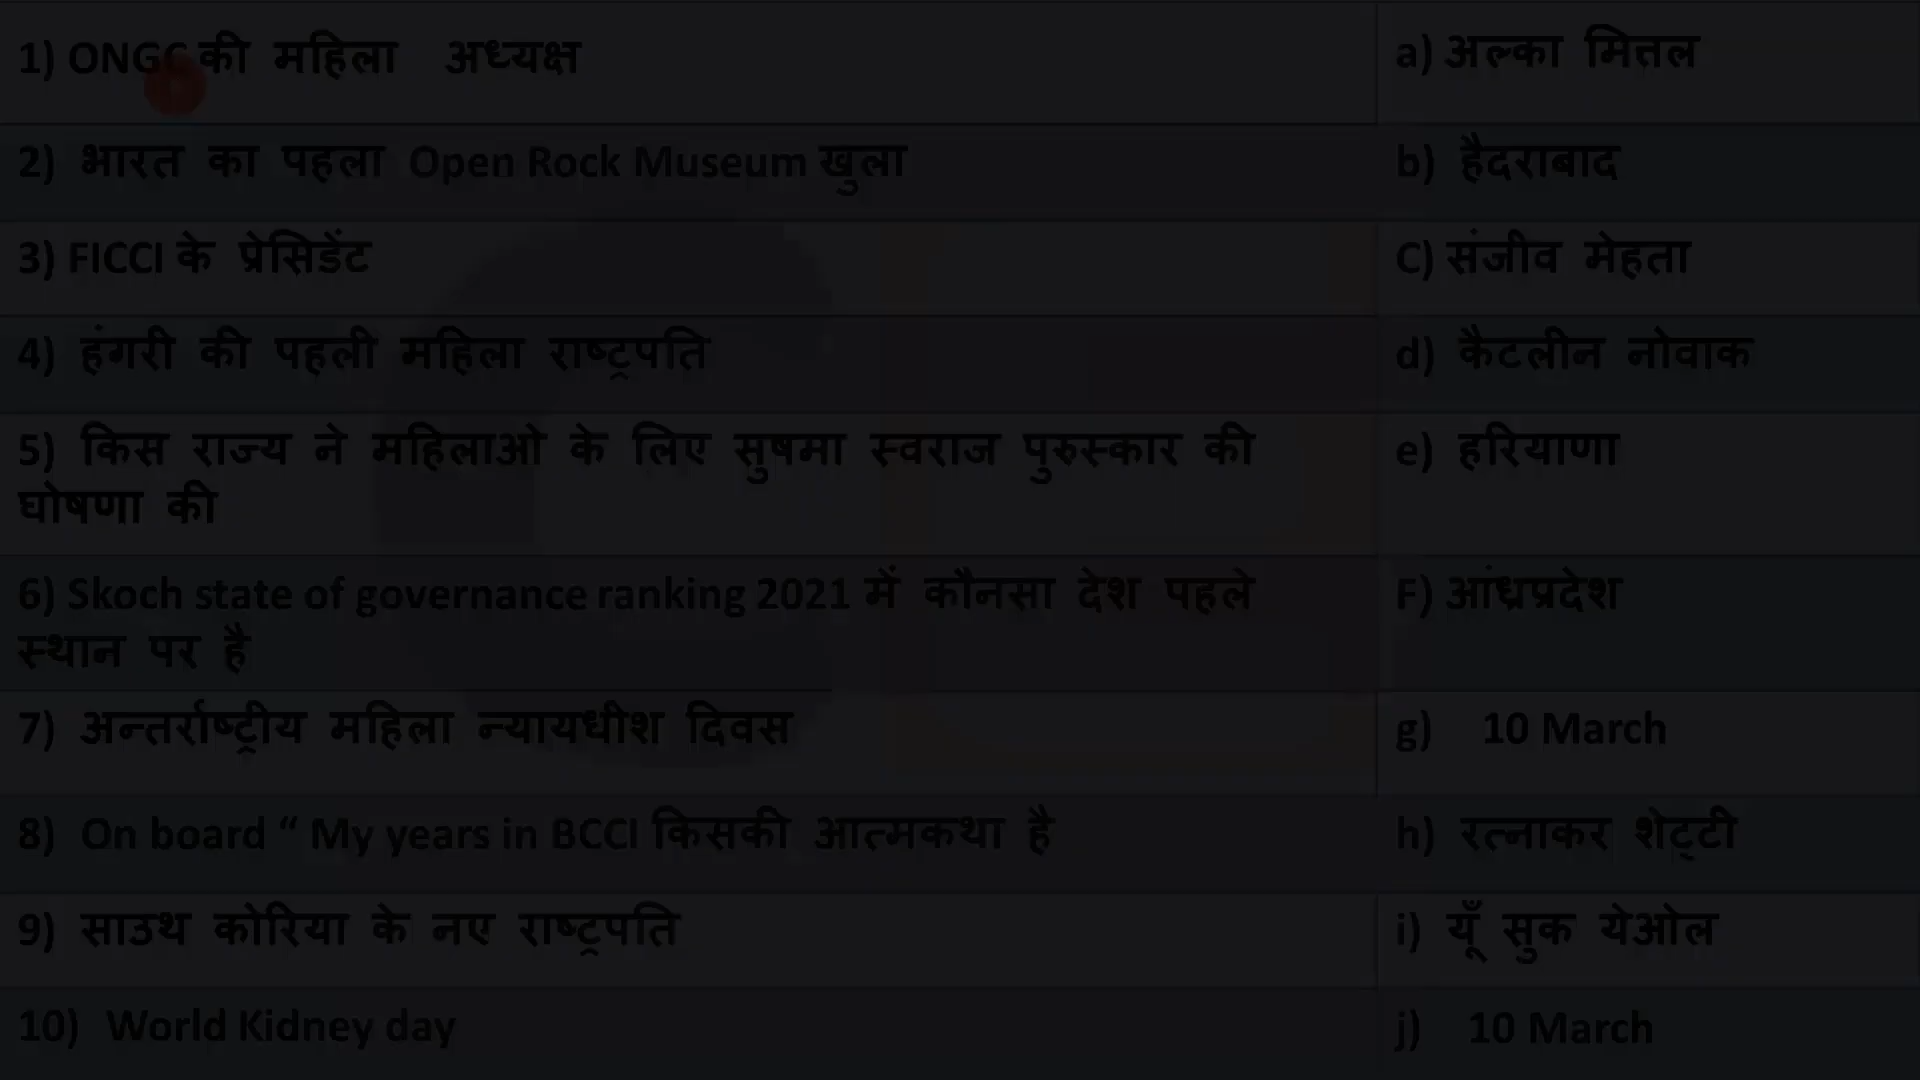 1) ONGC की महिला अध्यक्ष
a) अल्का मित्तल
2) भारत का पहला Open Rock Museum खुला
b) हैदराबाद
3) FICCI के प्रेसिडेंट
C) संजीव मेहता
4) हंगरी की पहली महिला राष्ट्रपति
d) कैटलीन नोवाक
5) किस राज्य ने महिलाओ के लिए सुषमा स्वराज पुरुस्कार की
घोषणा की
e) हरियाणा
6) Skoch state of governance ranking 2021 में कौनसा देश पहले
स्थान पर है
F) आंध्रप्रदेश
7) अन्तर्राष्ट्रीय महिला न्यायधीश दिवस
g) 10 March
8) On board “ My years in BCCI किसकी आत्मकथा है
h) रत्नाकर शेट्टी
9) साउथ कोरिया के नए राष्ट्रपति
i) यूँ सुक येओल
10) World Kidney day
j) 10 March